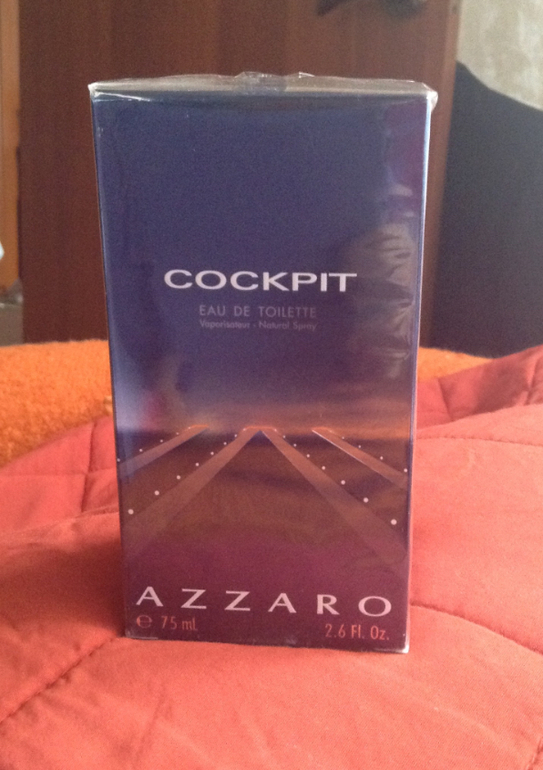 COCKPIT
EAU DE TOILETTE
Vaporisateur - Natural Spray
AZZARO
℮ 75 ml. 2.6 Fl. Oz.